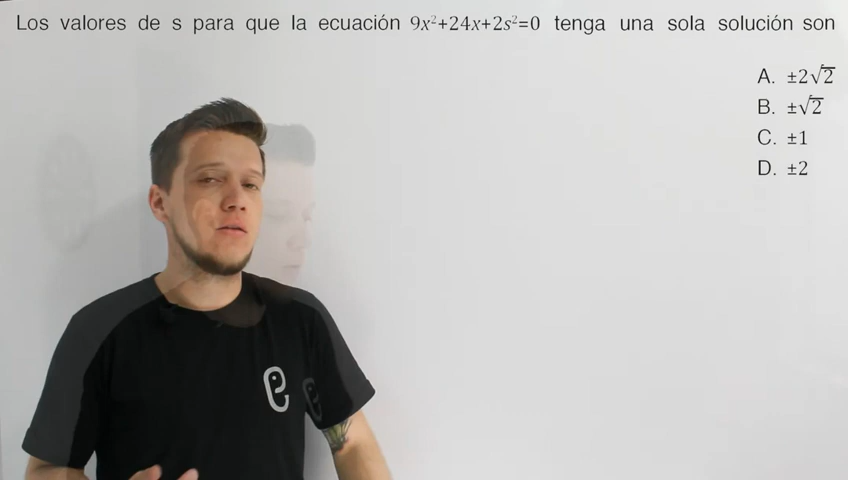 Los valores de s para que la ecuación 9x²+24x+2s²=0 tenga una sola solución son
A. ±2√2
B. ±√2
C. ±1
D. ±2